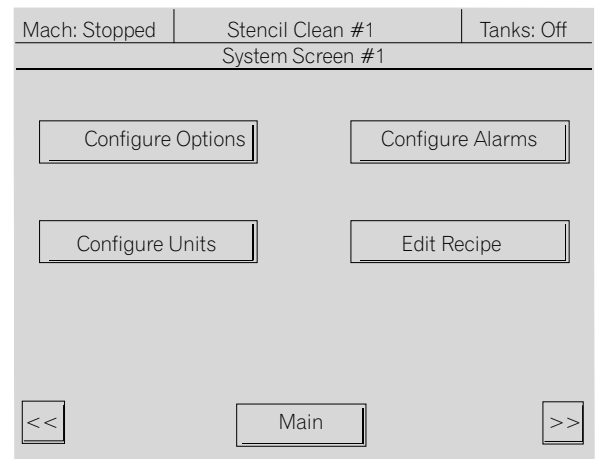 Mach: Stopped Stencil Clean #1 Tanks: Off
System Screen #1
Configure Options Configure Alarms
Configure Units Edit Recipe
<< Main >>